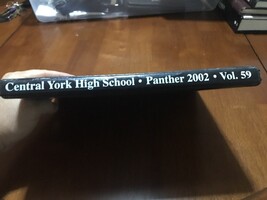 Central York High School • Panther 2002 • Vol. 59